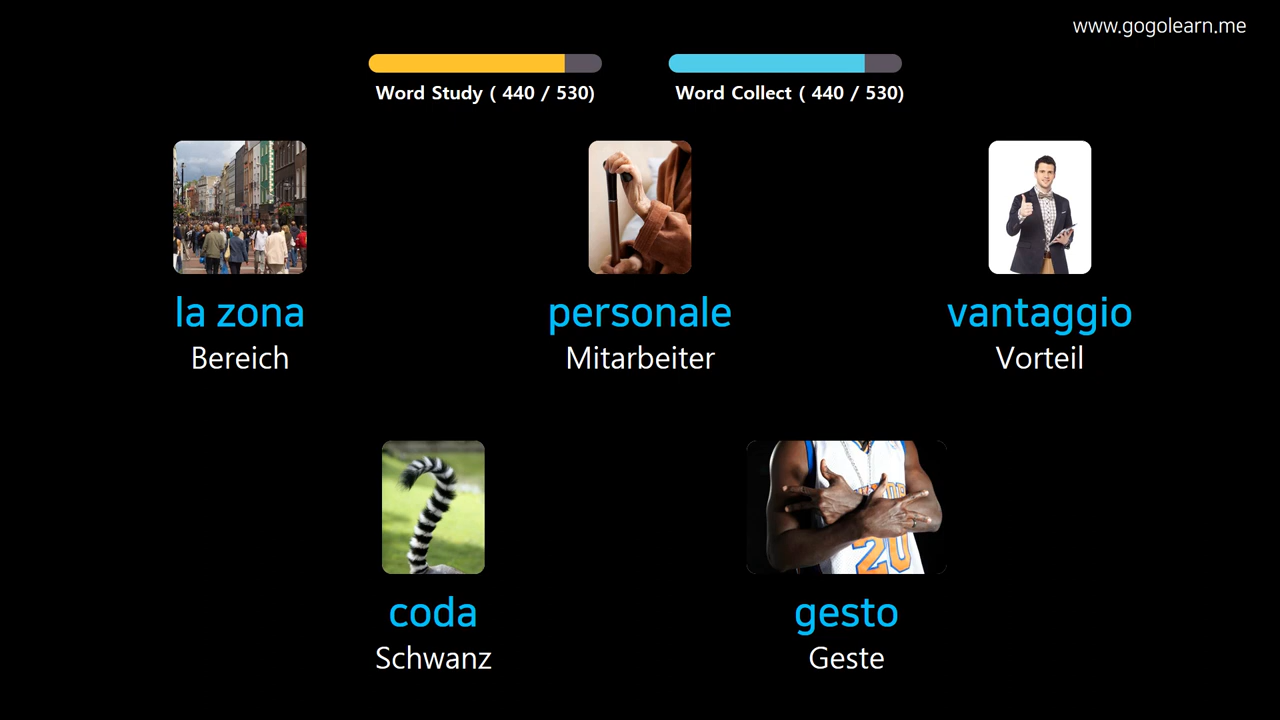 www.gogolearn.me
Word Study ( 440 / 530)
Word Collect ( 440 / 530)
la zona
Bereich
personale
Mitarbeiter
vantaggio
Vorteil
20
coda
Schwanz
gesto
Geste